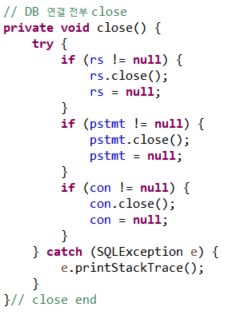 // DB 연결 전부 close
private void close() {
    try {
        if (rs != null) {
            rs.close();
            rs = null;
        }
        if (pstmt != null) {
            pstmt.close();
            pstmt = null;
        }
        if (con != null) {
            con.close();
            con = null;
        }
    } catch (SQLException e) {
        e.printStackTrace();
    }
}// close end